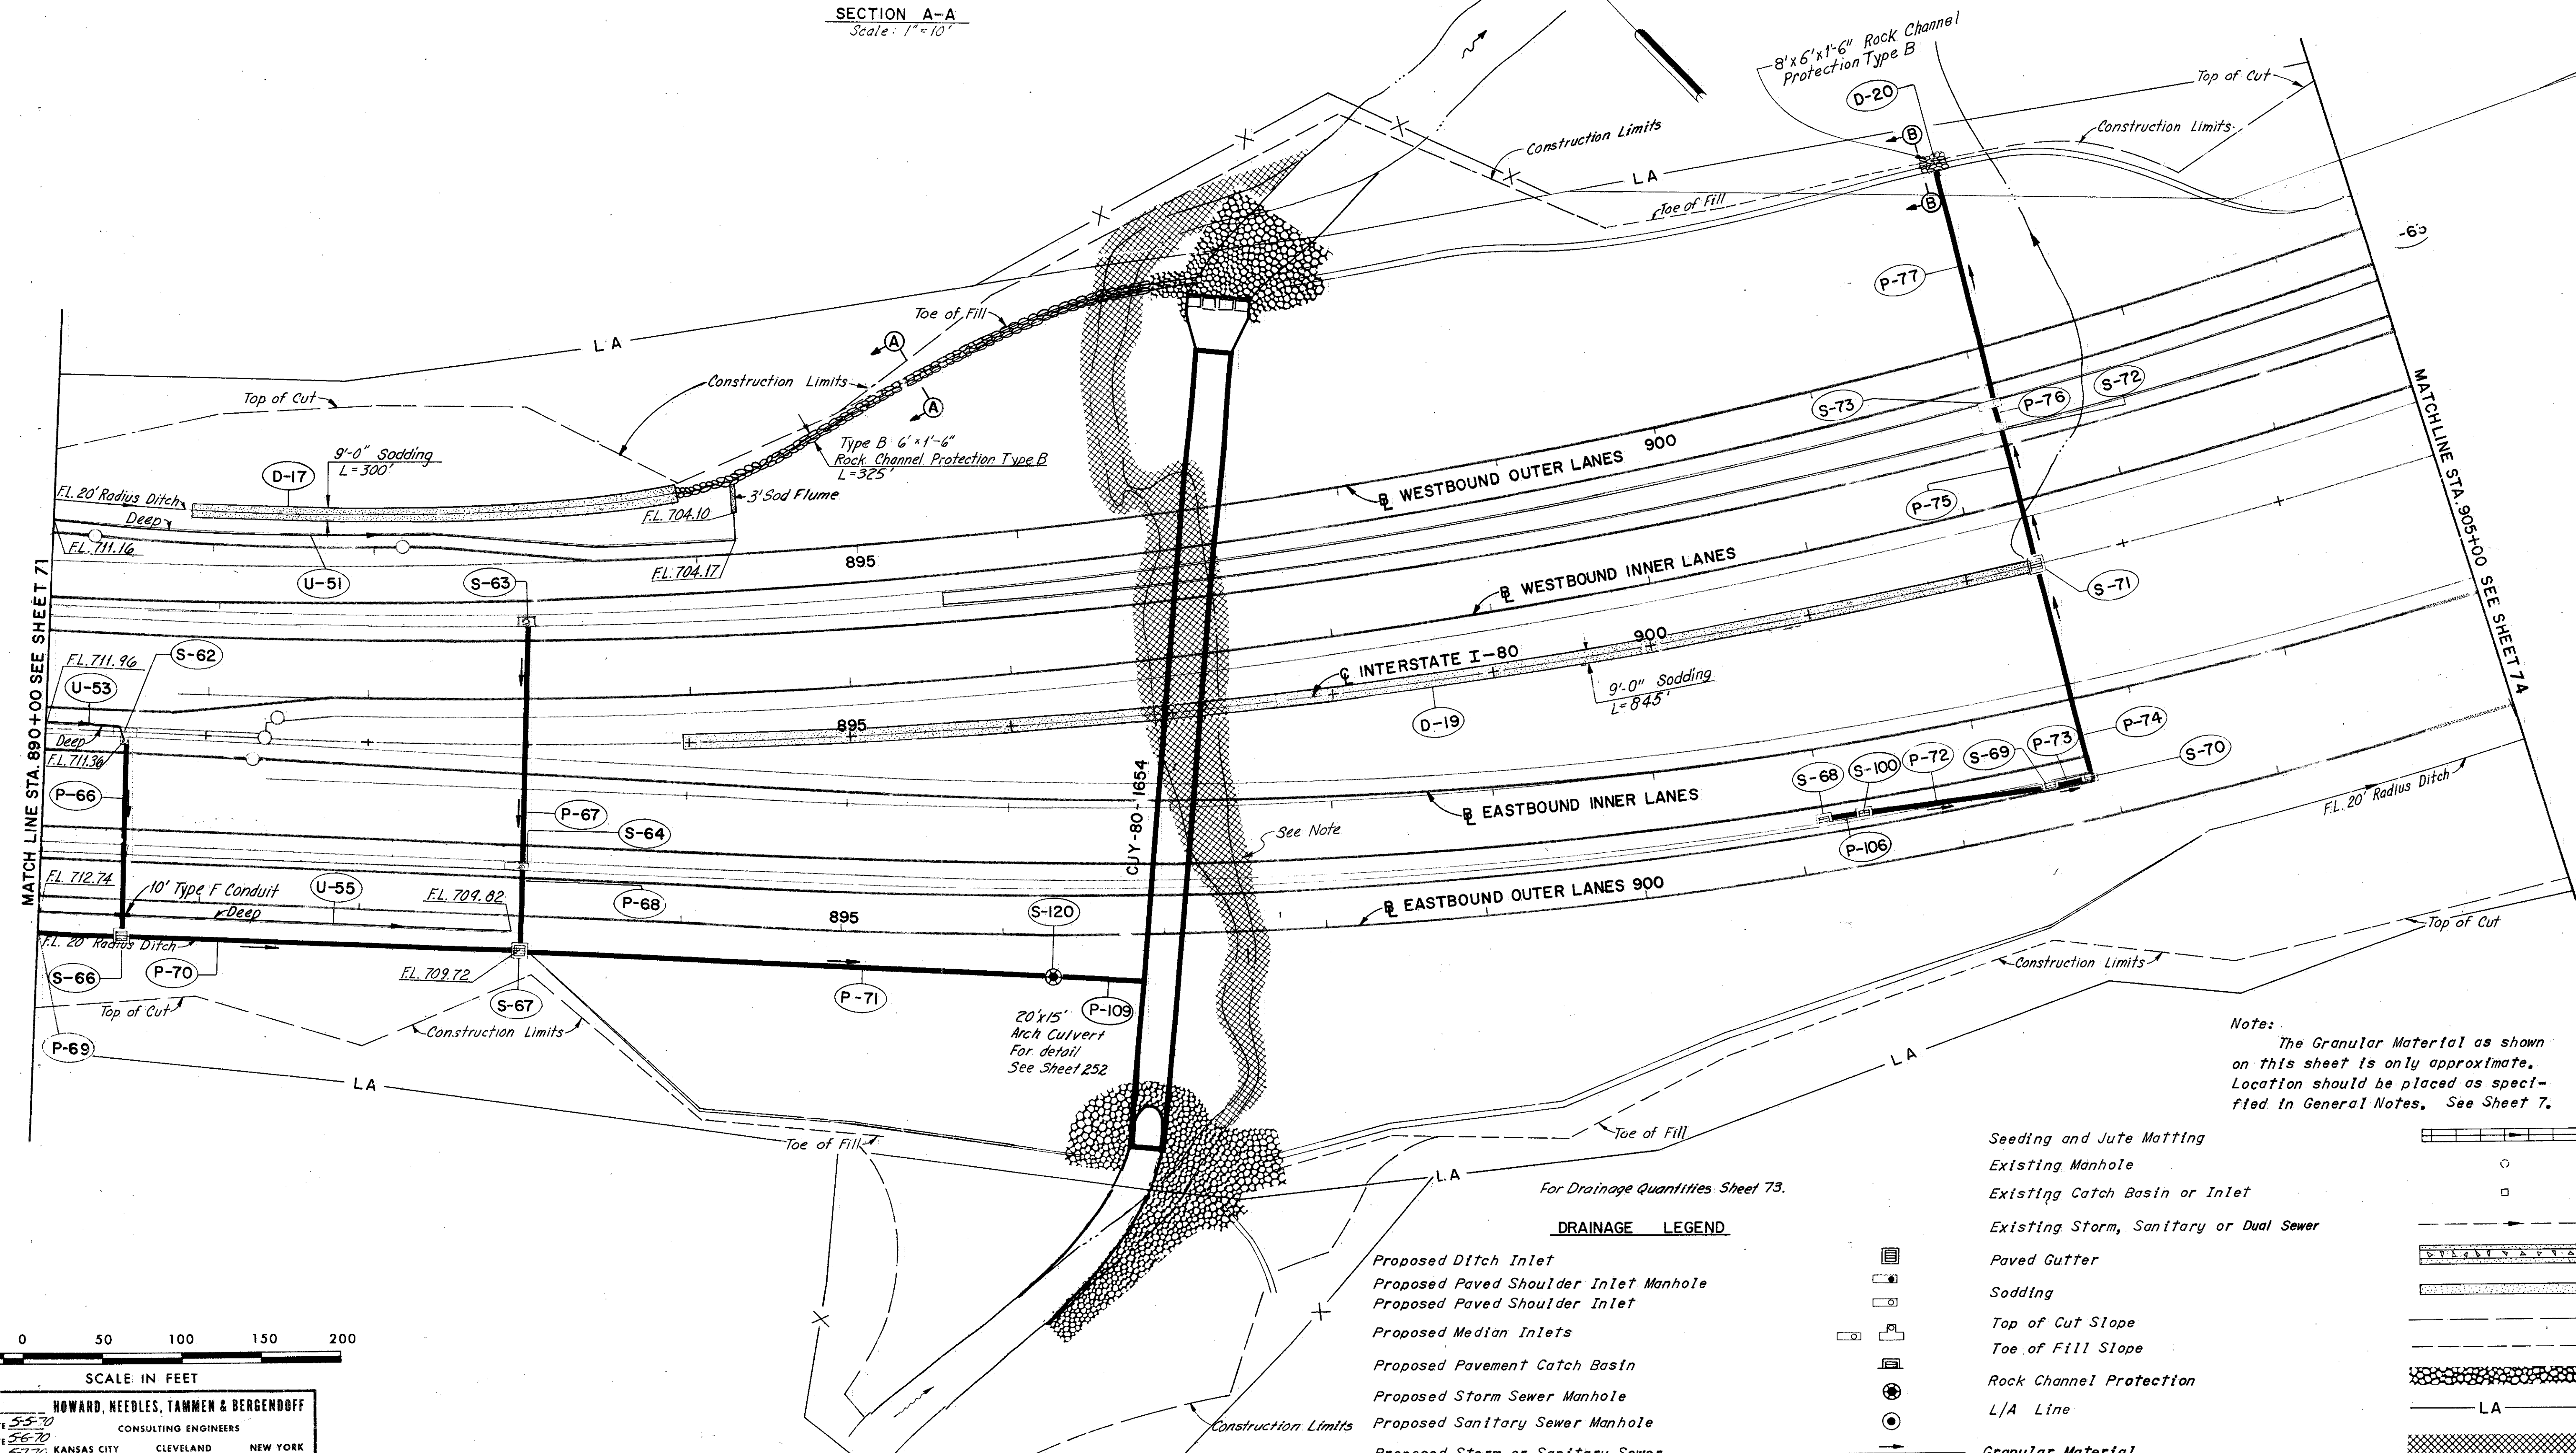 SECTION A-A
Scale: 1"=10'
8'x6'x1'-6" Rock Channel
Protection Type B
D-20
Top of Cut
B
Construction Limits
Construction Limits
LA
B
Toe of Fill
P-77
Toe of Fill
LA
A
Construction Limits
A
Top of Cut
S-73
P-76
S-72
Type B 6'x1'-6"
Rock Channel Protection Type B
L=325'
9'-0" Sodding
L=300'
D-17
F.L. 20' Radius Ditch
3' Sod Flume
Deep
F.L. 704.10
F.L. 711.16
F.L. 704.17
U-51
895
WESTBOUND OUTER LANES 900
P-75
MATCH LINE STA. 890+00 SEE SHEET 71
MATCHLINE STA. 905+00 SEE SHEET 74
S-63
WESTBOUND INNER LANES
S-71
S-62
F.L. 711.96
U-53
900
INTERSTATE I-80
9'-0" Sodding
L=845'
D-19
895
Deep
F.L. 711.36
P-74
P-73
S-69
P-72
S-100
S-68
S-70
P-66
P-67
S-64
CUY-80-1654
EASTBOUND INNER LANES
See Note
P-106
F.L. 20' Radius Ditch
F.L. 712.74
10' Type F Conduit
U-55
Deep
F.L. 709.82
P-68
895
S-120
EASTBOUND OUTER LANES 900
Top of Cut
F.L. 20' Radius Ditch
S-66
P-70
F.L. 709.72
S-67
P-71
P-109
Construction Limits
Top of Cut
Construction Limits
P-69
20'x15'
Arch Culvert
For detail
See Sheet 252
LA
LA
Note:
The Granular Material as shown
on this sheet is only approximate.
Location should be placed as speci-
fied in General Notes. See Sheet 7.
Toe of Fill
Toe of Fill
LA
For Drainage Quantities Sheet 73.
DRAINAGE LEGEND
Proposed Ditch Inlet
Proposed Paved Shoulder Inlet Manhole
Proposed Paved Shoulder Inlet
Proposed Median Inlets
Proposed Pavement Catch Basin
Proposed Storm Sewer Manhole
Proposed Sanitary Sewer Manhole
Proposed Storm or Sanitary Sewer
Seeding and Jute Matting
Existing Manhole
Existing Catch Basin or Inlet
Existing Storm, Sanitary or Dual Sewer
Paved Gutter
Sodding
Top of Cut Slope
Toe of Fill Slope
Rock Channel Protection
L/A Line
LA
Granular Material
Construction Limits
0 50 100 150 200
SCALE IN FEET
HOWARD, NEEDLES, TAMMEN & BERGENDOFF
CONSULTING ENGINEERS
KANSAS CITY CLEVELAND NEW YORK
5-5-70
5-6-70